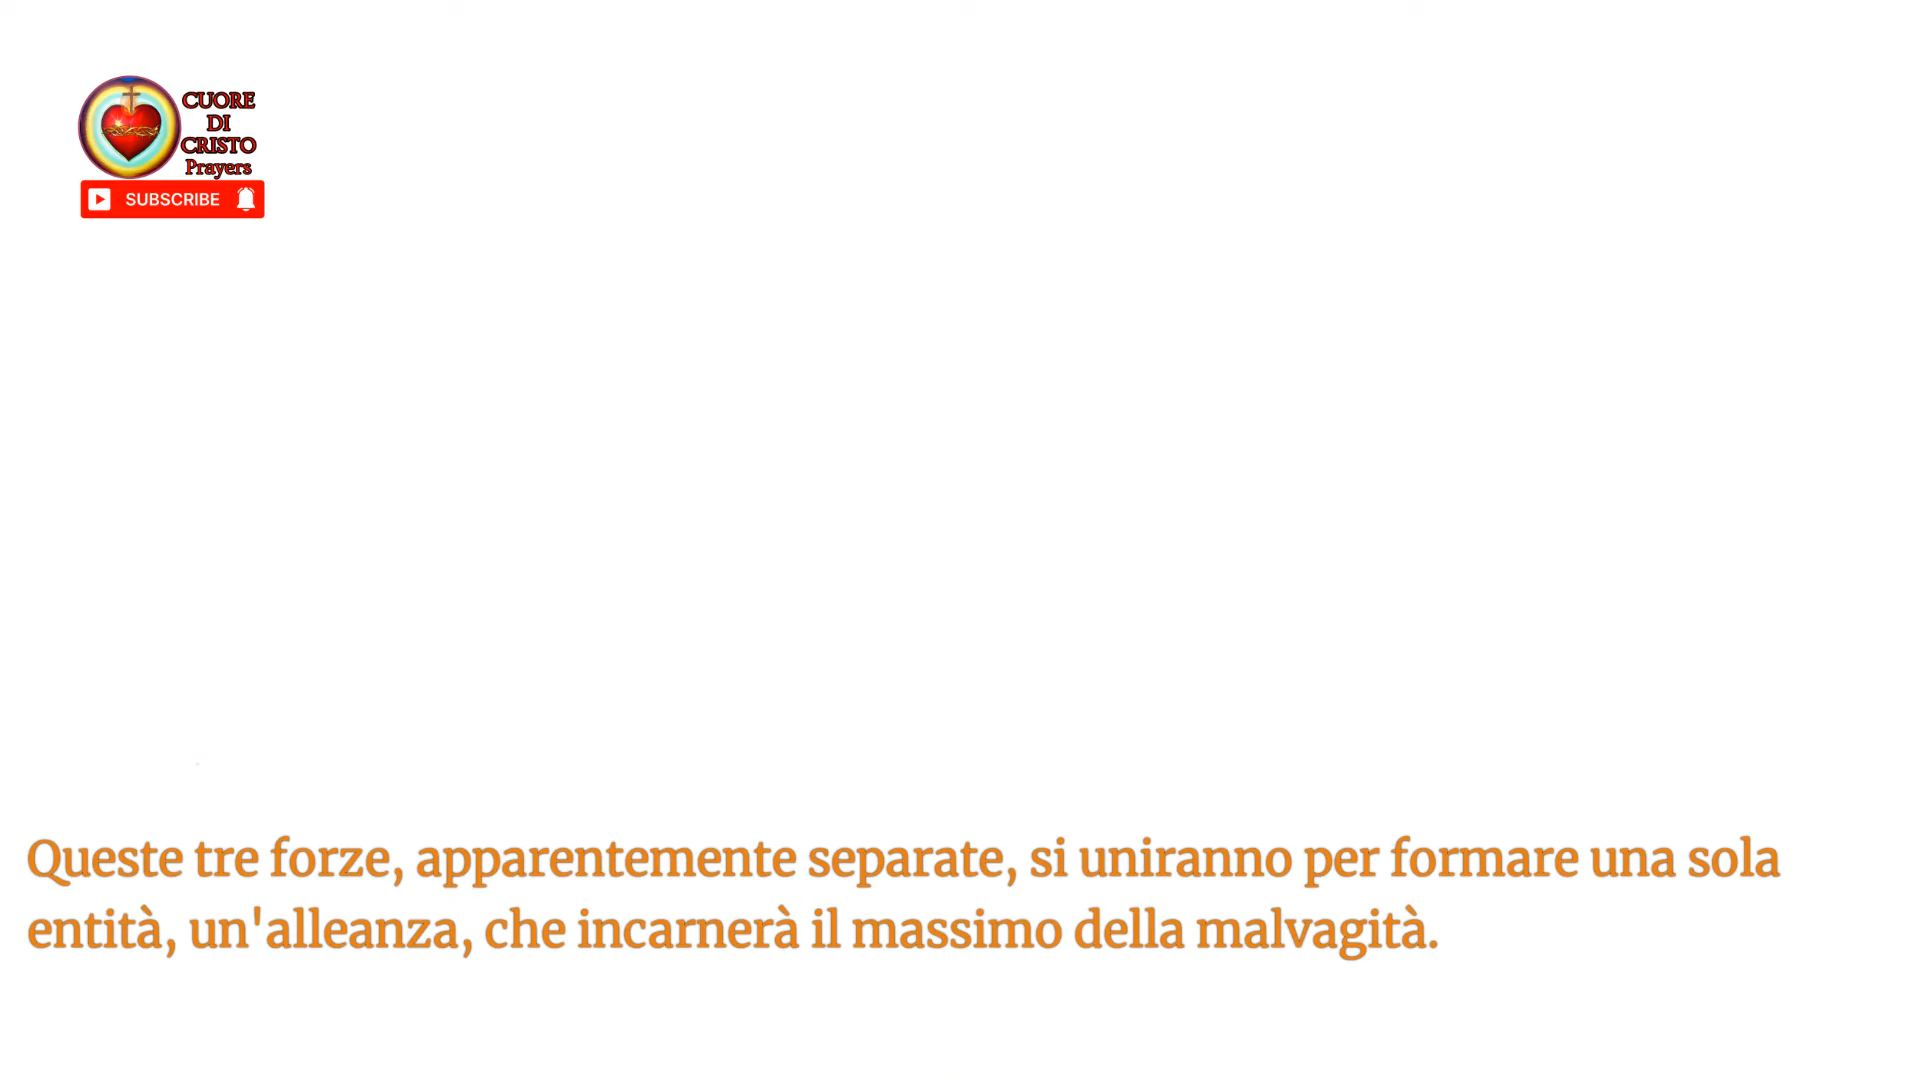 CUORE
DI
CRISTO
Prayers
SUBSCRIBE
Queste tre forze, apparentemente separate, si uniranno per formare una sola
entità, un'alleanza, che incarnerà il massimo della malvagità.